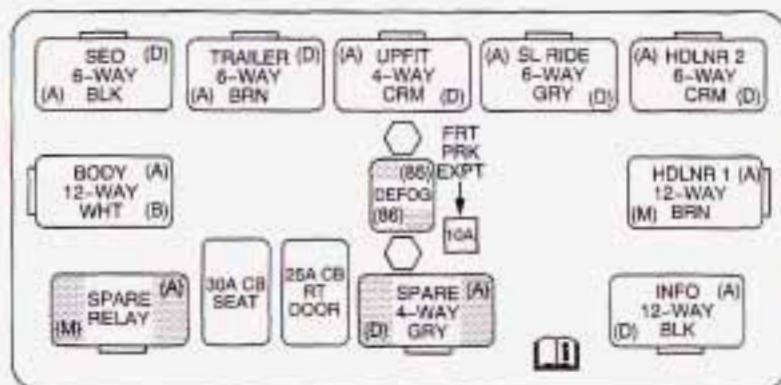 SEO (D)
6-WAY
(A) BLK
TRAILER (D)
6-WAY
(A) BRN
(A) UPFIT
4-WAY
CRM (D)
(A) SL RIDE
6-WAY
GRY (D)
(A) HDLNR 2
6-WAY
CRM (D)
BODY (A)
12-WAY
WHT (B)
(85)
DEFOG
(86)
FRT
PRK
EXPT
10A
HDLNR 1 (A)
12-WAY
(M) BRN
SPARE (A)
RELAY
(M)
30A CB
SEAT
25A CB
RT
DOOR
SPARE (A)
4-WAY
(D) GRY
INFO (A)
12-WAY
(D) BLK